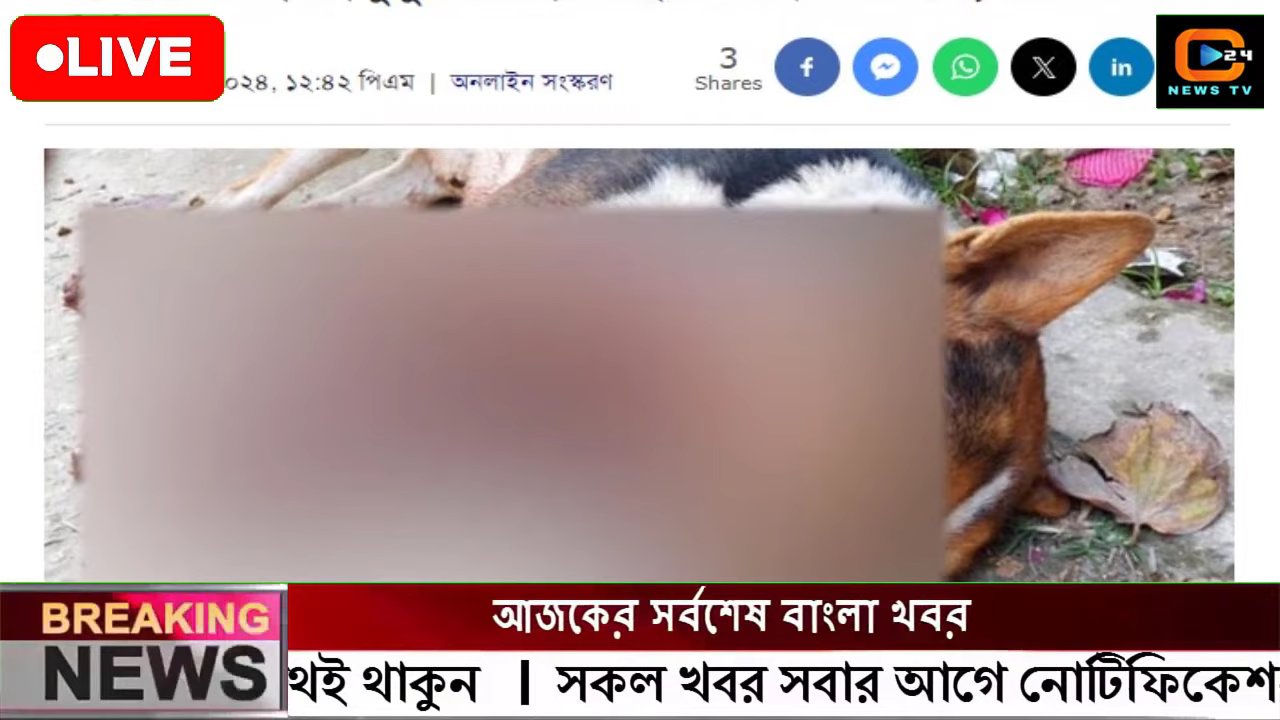 LIVE
3
Shares
০২৪, ১২:৪২ পিএম | অনলাইন সংস্করণ
24
NEWS TV
BREAKING
NEWS
আজকের সর্বশেষ বাংলা খবর
থেই থাকুন । সকল খবর সবার আগে নোটিফিকেশ